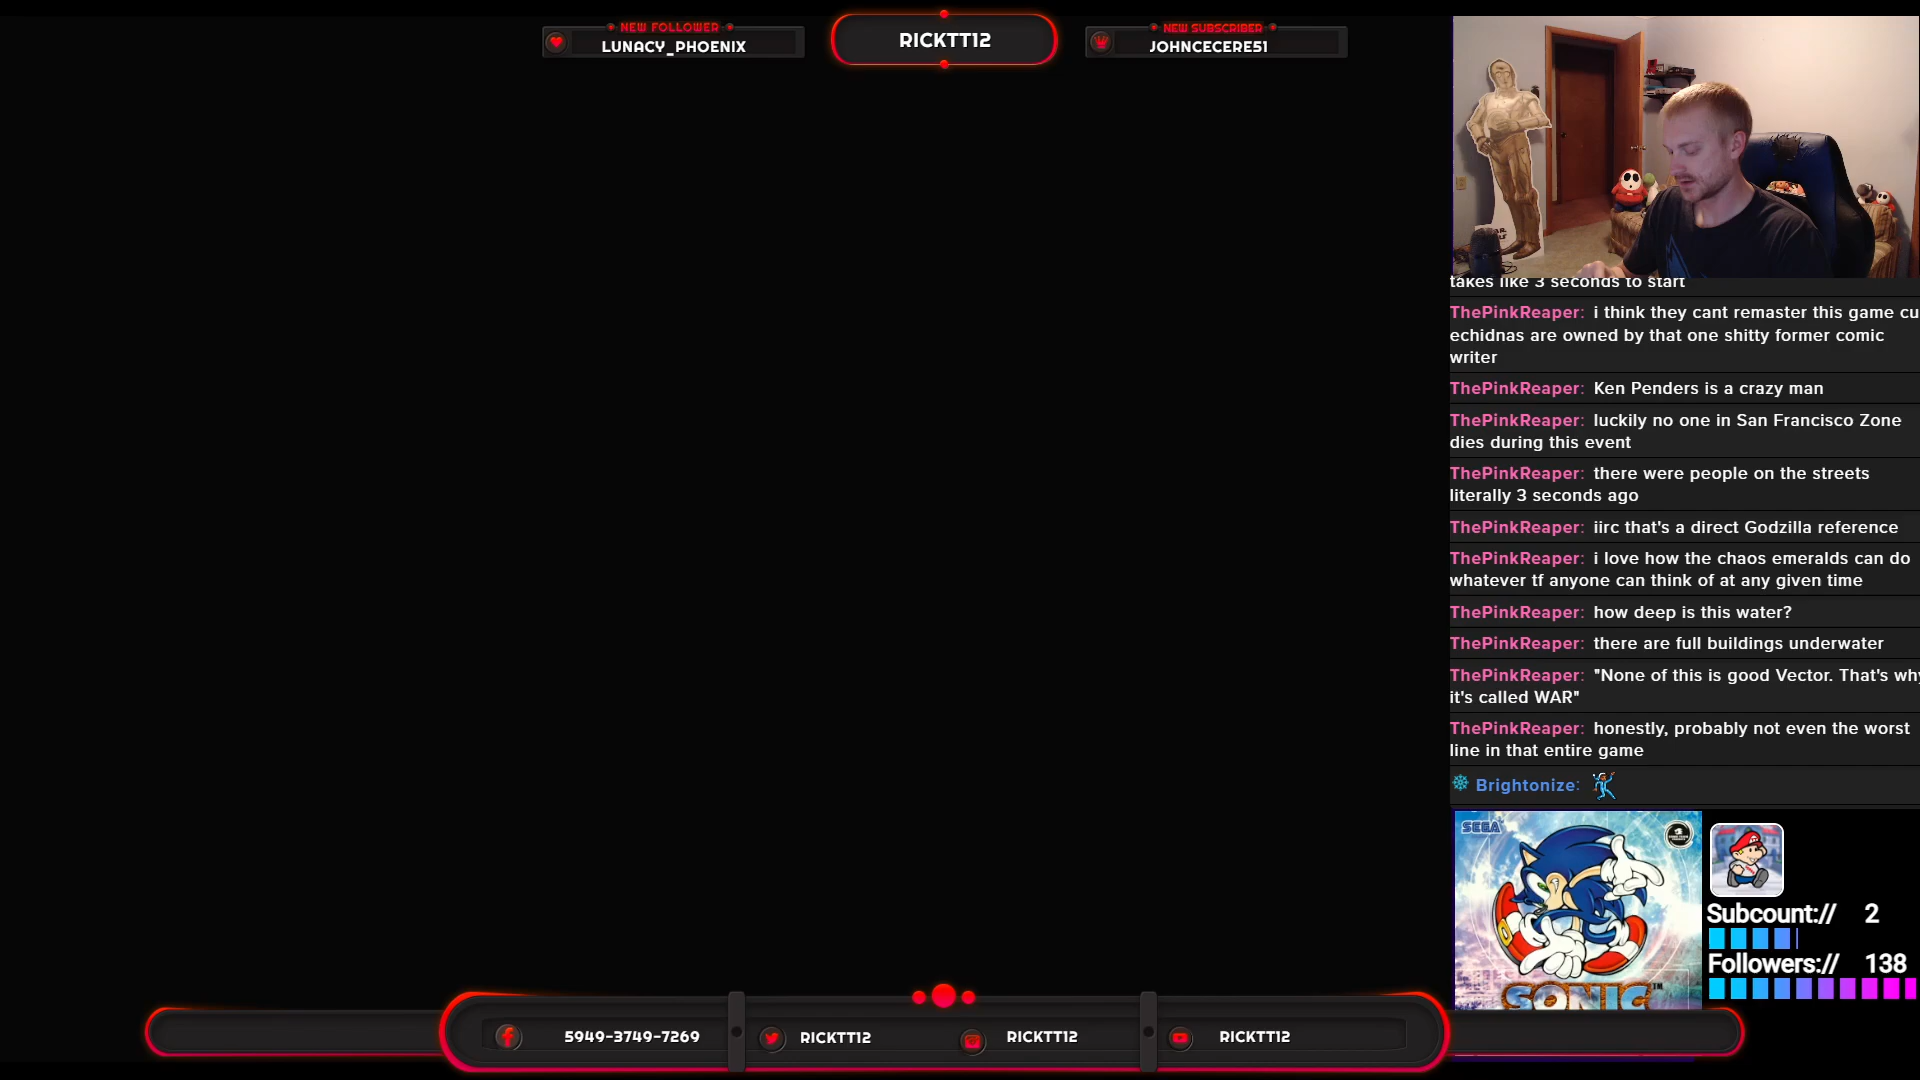 NEW FOLLOWER
LUNACY_PHOENIX
RICKTT12
NEW SUBSCRIBER
JOHNCECERE51
takes like 3 seconds to start
ThePinkReaper: i think they cant remaster this game cu
echidnas are owned by that one shitty former comic
writer
ThePinkReaper: Ken Penders is a crazy man
ThePinkReaper: luckily no one in San Francisco Zone
dies during this event
ThePinkReaper: there were people on the streets
literally 3 seconds ago
ThePinkReaper: iirc that's a direct Godzilla reference
ThePinkReaper: i love how the chaos emeralds can do
whatever tf anyone can think of at any given time
ThePinkReaper: how deep is this water?
ThePinkReaper: there are full buildings underwater
ThePinkReaper: "None of this is good Vector. That's why
it's called WAR"
ThePinkReaper: honestly, probably not even the worst
line in that entire game
Brightonize:
SEGA
SONIC™
Subcount:// 2
Followers:// 138
5949-3749-7269
RICKTT12
RICKTT12
RICKTT12